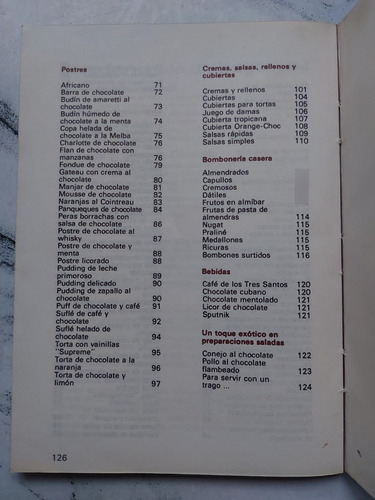 Postres
Africano 71
Barra de chocolate 72
Budín de amaretti al
chocolate 73
Budín húmedo de
chocolate a la menta 74
Copa helada de
chocolate a la Melba 75
Charlotte de chocolate 76
Flan de chocolate con
manzanas 76
Fondue de chocolate 79
Gateau con crema al
chocolate 80
Manjar de chocolate 81
Mousse de chocolate 82
Naranjas al Cointreau 83
Panqueques de chocolate 84
Peras borrachas con
salsa de chocolate 86
Postre de chocolate al
whisky 87
Postre de chocolate y
menta 88
Postre licorado 88
Pudding de leche
primoroso 89
Pudding delicado 90
Pudding de zapallo al
chocolate 90
Puff de chocolate y café 91
Suflé de café y
chocolate 92
Suflé helado de
chocolate 94
Torta con vainillas
"Supreme" 95
Torta de chocolate a la
naranja 96
Torta de chocolate y
limón 97
Cremas, salsas, rellenos y
cubiertas
Cremas y rellenos 101
Cubiertas 104
Cubiertas para tortas 105
Juego de damas 106
Cubierta tropicana 107
Cubierta Orange-Choc 108
Salsas rápidas 109
Salsas simples 110
Bombonería casera
Almendrados
Capullos
Cremosos
Dátiles
Frutos en almíbar
Frutas de pasta de
almendras 114
Nugat 115
Praliné 115
Medallones 115
Ricuras 115
Bombones surtidos 116
Bebidas
Café de los Tres Santos 120
Chocolate cubano 120
Chocolate mentolado 121
Licor de chocolate 121
Sputnik 121
Un toque exótico en
preparaciones saladas
Conejo al chocolate 122
Pollo al chocolate
flambeado 123
Para servir con un
trago ... 124
126